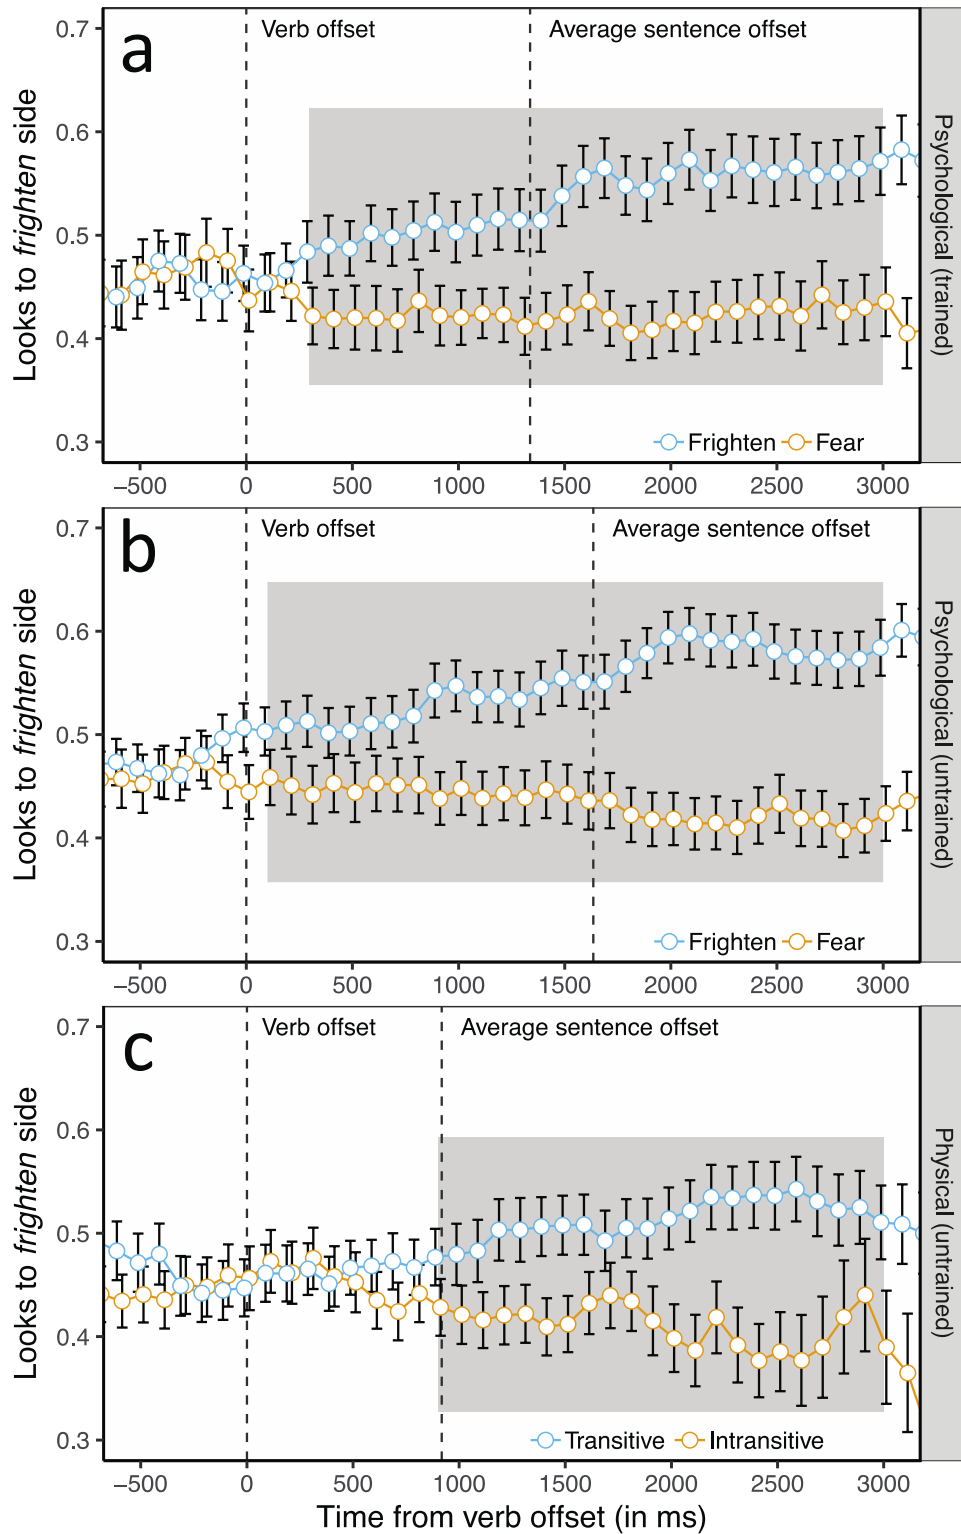 a
Verb offset
Average sentence offset
0.7
0.6
0.5
0.4
0.3
Looks to frighten side
Psychological (trained)
Frighten Fear
−500 0 500 1000 1500 2000 2500 3000
b
Verb offset
Average sentence offset
0.7
0.6
0.5
0.4
0.3
Looks to frighten side
Psychological (untrained)
Frighten Fear
−500 0 500 1000 1500 2000 2500 3000
c
Verb offset
Average sentence offset
0.7
0.6
0.5
0.4
0.3
Looks to frighten side
Physical (untrained)
Transitive Intransitive
−500 0 500 1000 1500 2000 2500 3000
Time from verb offset (in ms)